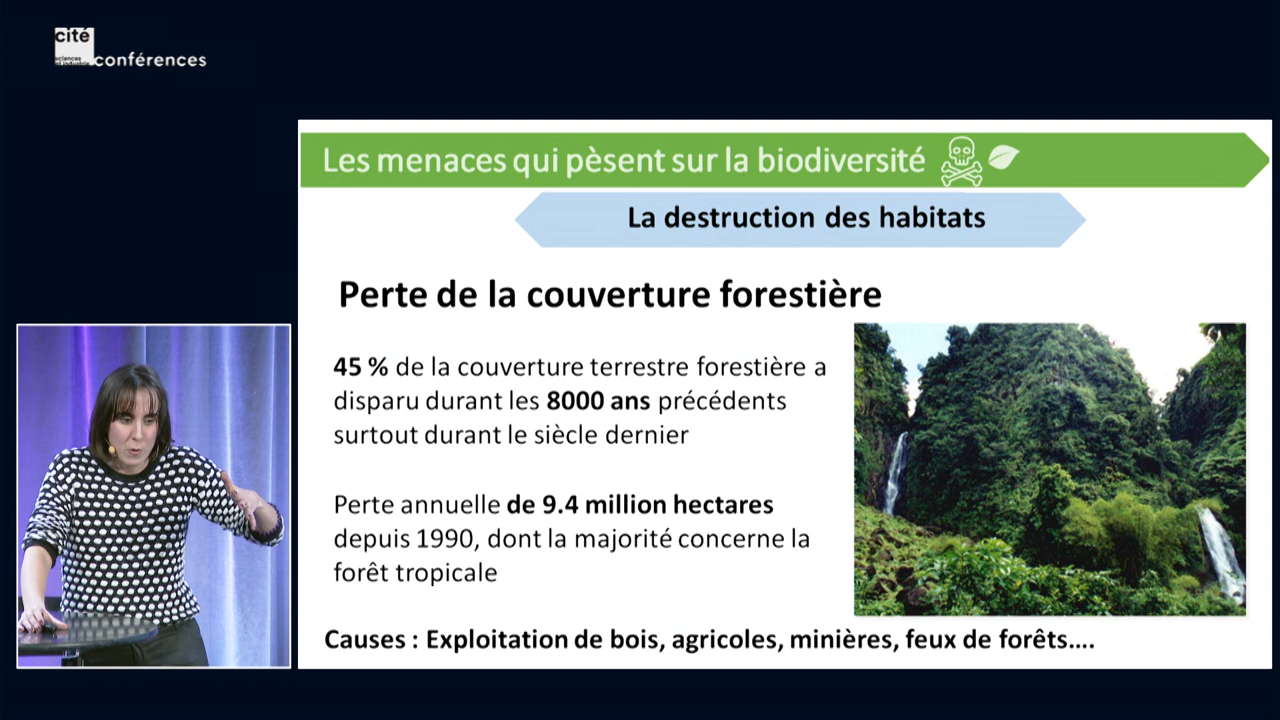 cité
sciences
et industrie
conférences
Les menaces qui pèsent sur la biodiversité
La destruction des habitats
Perte de la couverture forestière
45 % de la couverture terrestre forestière a
disparu durant les 8000 ans précédents
surtout durant le siècle dernier
Perte annuelle de 9.4 million hectares
depuis 1990, dont la majorité concerne la
forêt tropicale
Causes : Exploitation de bois, agricoles, minières, feux de forêts....